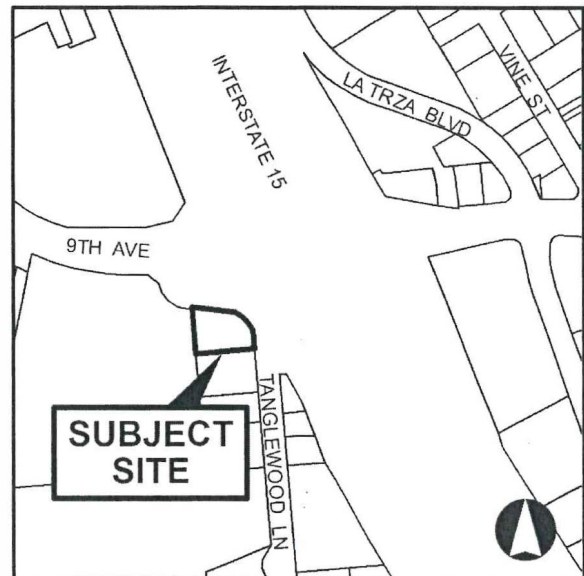 INTERSTATE 15
LA TRZA BLVD
VINE ST
9TH AVE
SUBJECT
SITE
TANGLEWOOD LN